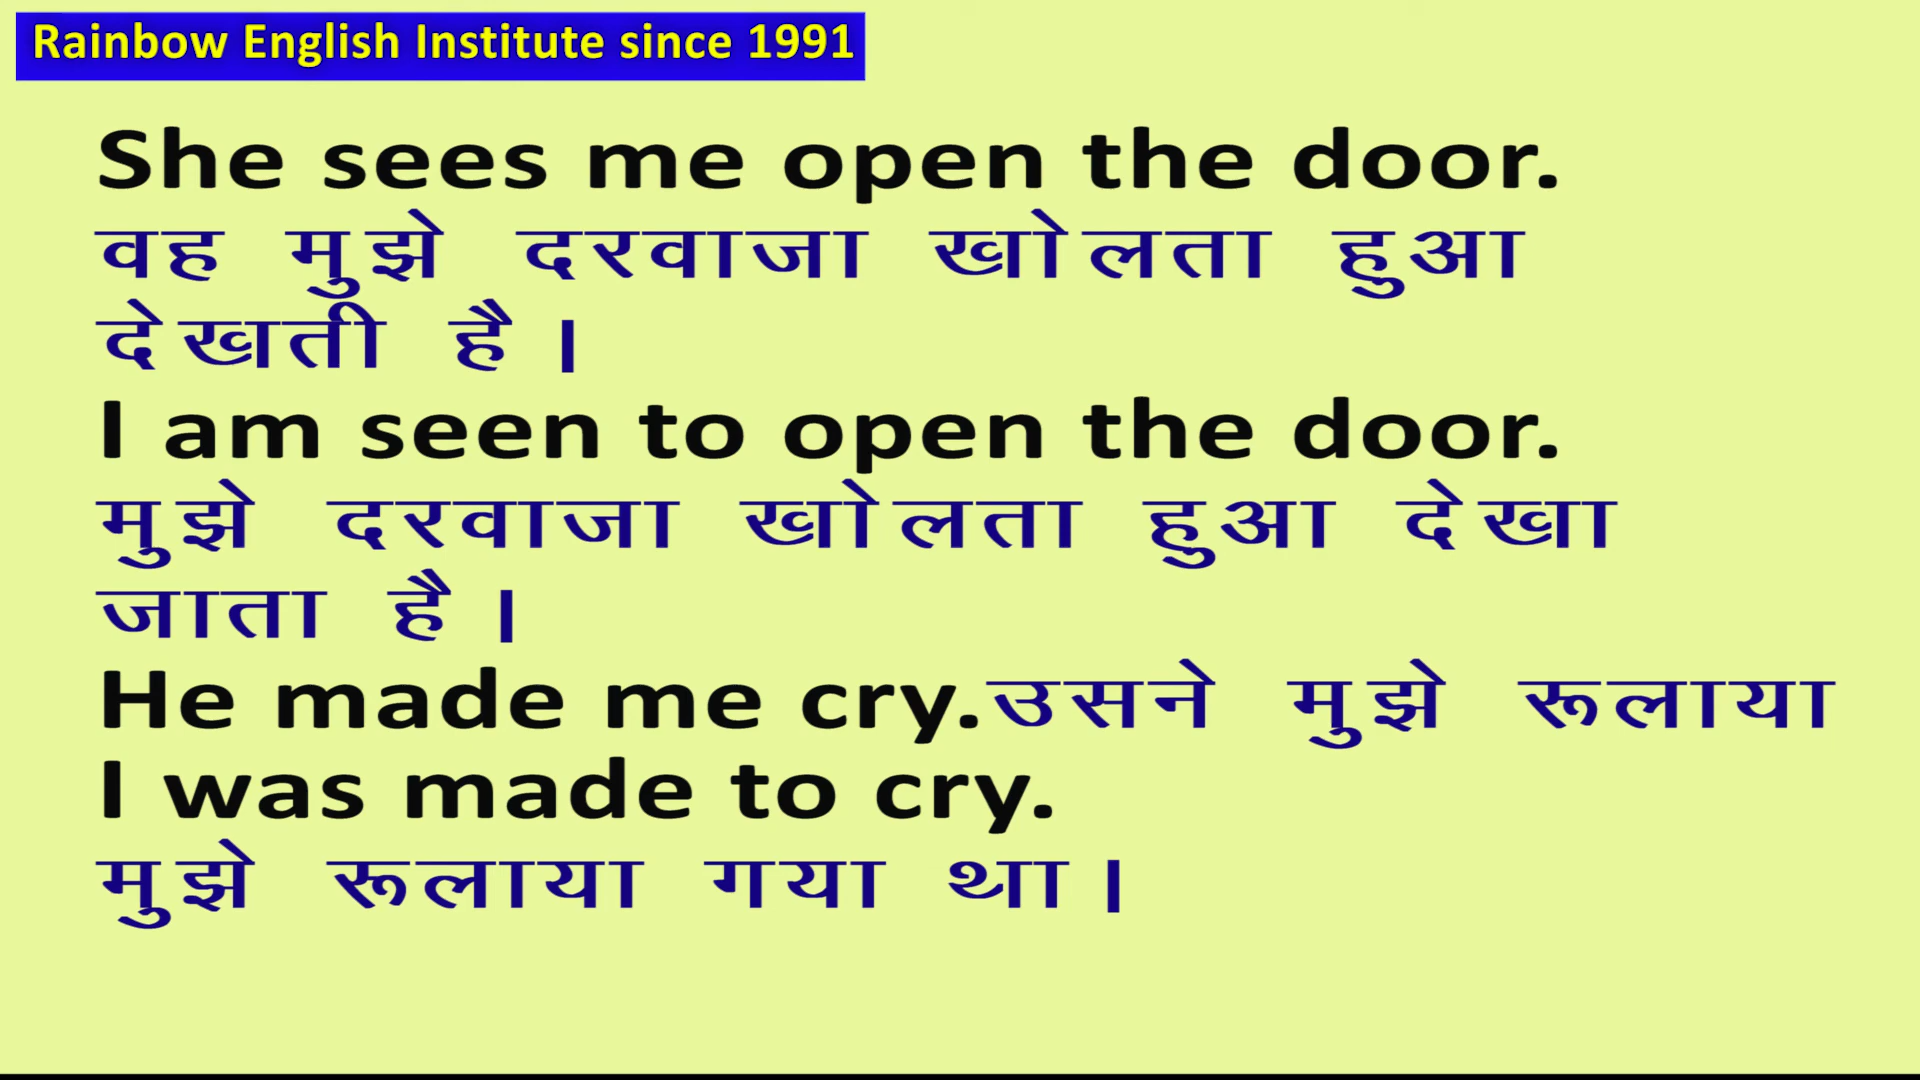 Rainbow English Institute since 1991
She sees me open the door.
वह मुझे दरवाजा खोलता हुआ
देखती है ।
I am seen to open the door.
मुझे दरवाजा खोलता हुआ देखा
जाता है ।
He made me cry.उसने मुझे रूलाया
I was made to cry.
मुझे रूलाया गया था ।